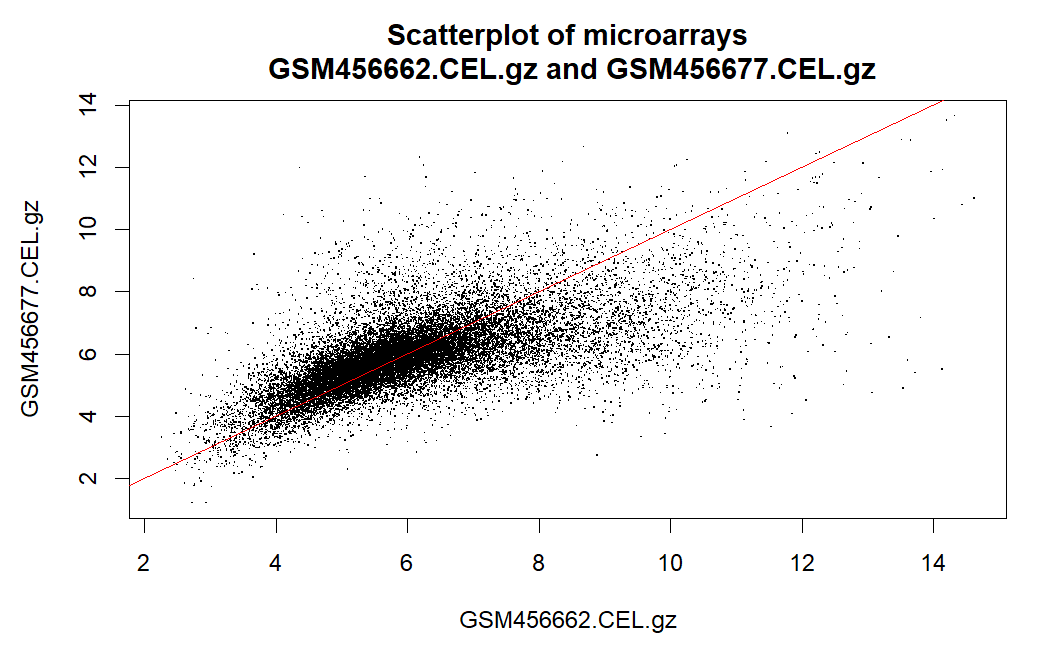 Scatterplot of microarrays
GSM456662.CEL.gz and GSM456677.CEL.gz
GSM456677.CEL.gz
14
12
10
8
6
4
2
2 4 6 8 10 12 14
GSM456662.CEL.gz